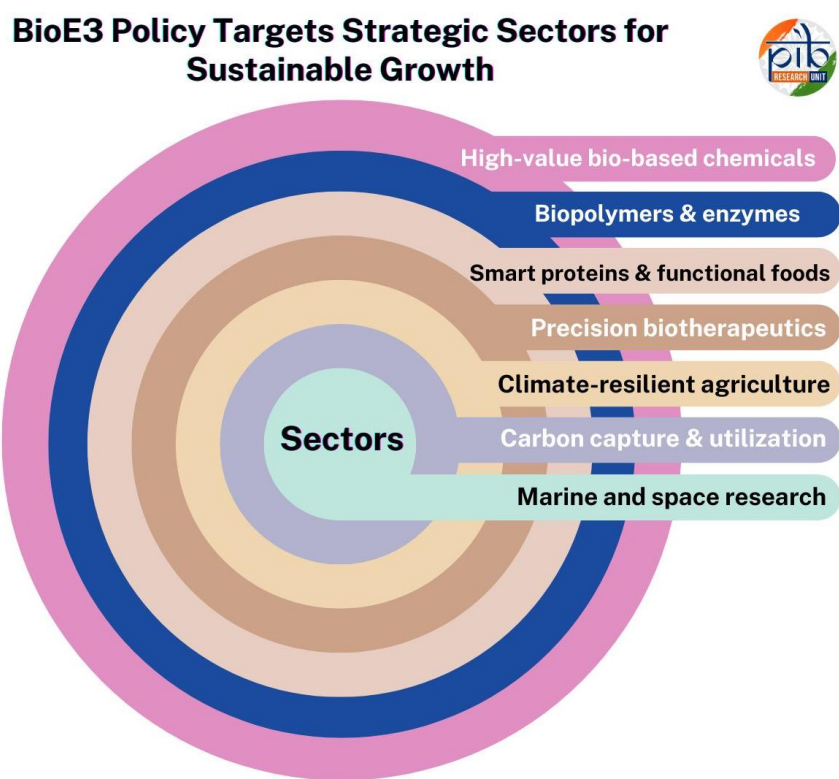 BioE3 Policy Targets Strategic Sectors for
Sustainable Growth
pib
RESEARCH UNIT
High-value bio-based chemicals
Biopolymers & enzymes
Smart proteins & functional foods
Precision biotherapeutics
Climate-resilient agriculture
Sectors
Carbon capture & utilization
Marine and space research